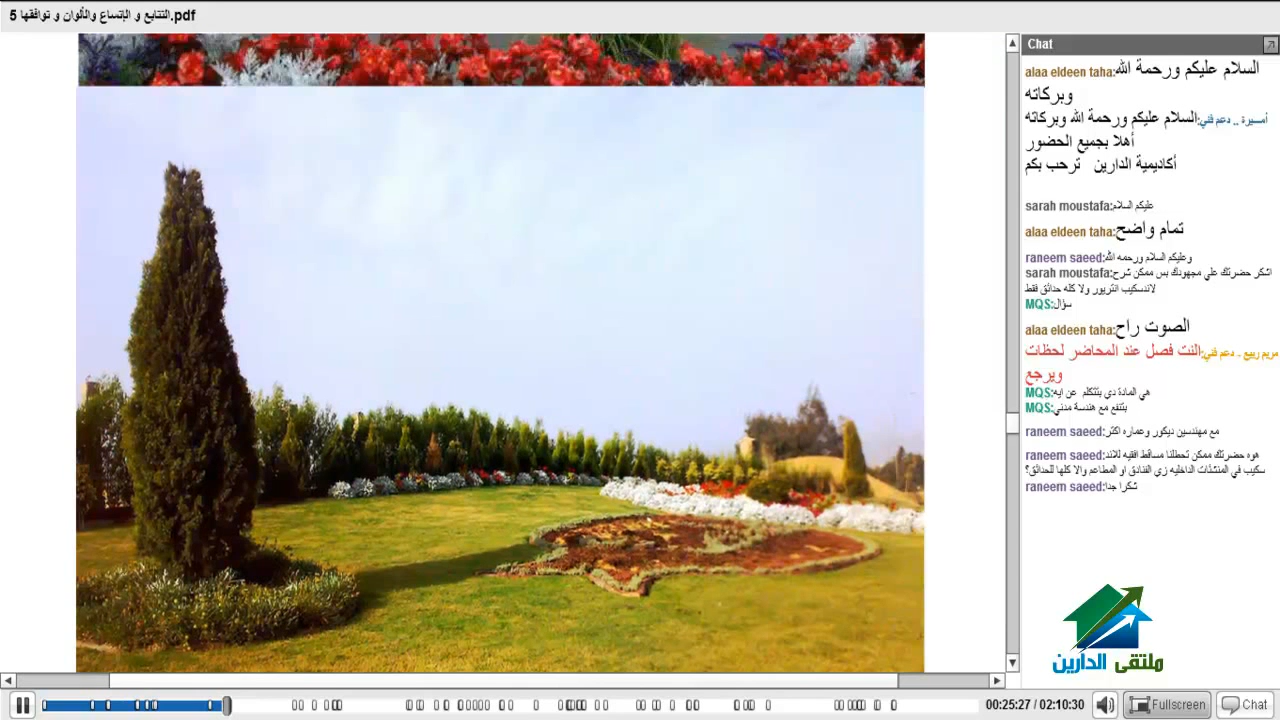 التتابع و الإتساع والألوان و توافقها 5.pdf
Chat
alaa eldeen taha:السلام عليكم ورحمة الله
وبركاته
أمسيرة .. دعم فني:السلام عليكم ورحمة الله وبركاته
أهلا بجميع الحضور
أكاديمية الدارين ترحب بكم
sarah moustafa:عليكم السلام
alaa eldeen taha:تمام واضح
raneem saeed:وعليكم السلام ورحمه الله
sarah moustafa:اشكر حضرتك علي مجهودك بس ممكن شرح
لاندسكيب انتريور ولا كله حدائق فقط
MQS:سؤال
alaa eldeen taha:الصوت راح
مريم ربيع - دعم فني:النت فصل عند المحاضر لحظات
ويرجع
MQS:هي المادة دي بتتكلم عن ايه
MQS:بتنفع مع هندسة مدني
raneem saeed:مع مهندسين ديكور وعماره اكتر
raneem saeed:هوه حضرتك ممكن تحطلنا مساقط افقيه للاند
سكيب في المنشئات الداخليه زي الفنادق او المطاعم والا كلها للحدائق؟
raneem saeed:شكرا جدا
ملتقى الدارين
00:25:27 / 02:10:30
Fullscreen
Chat